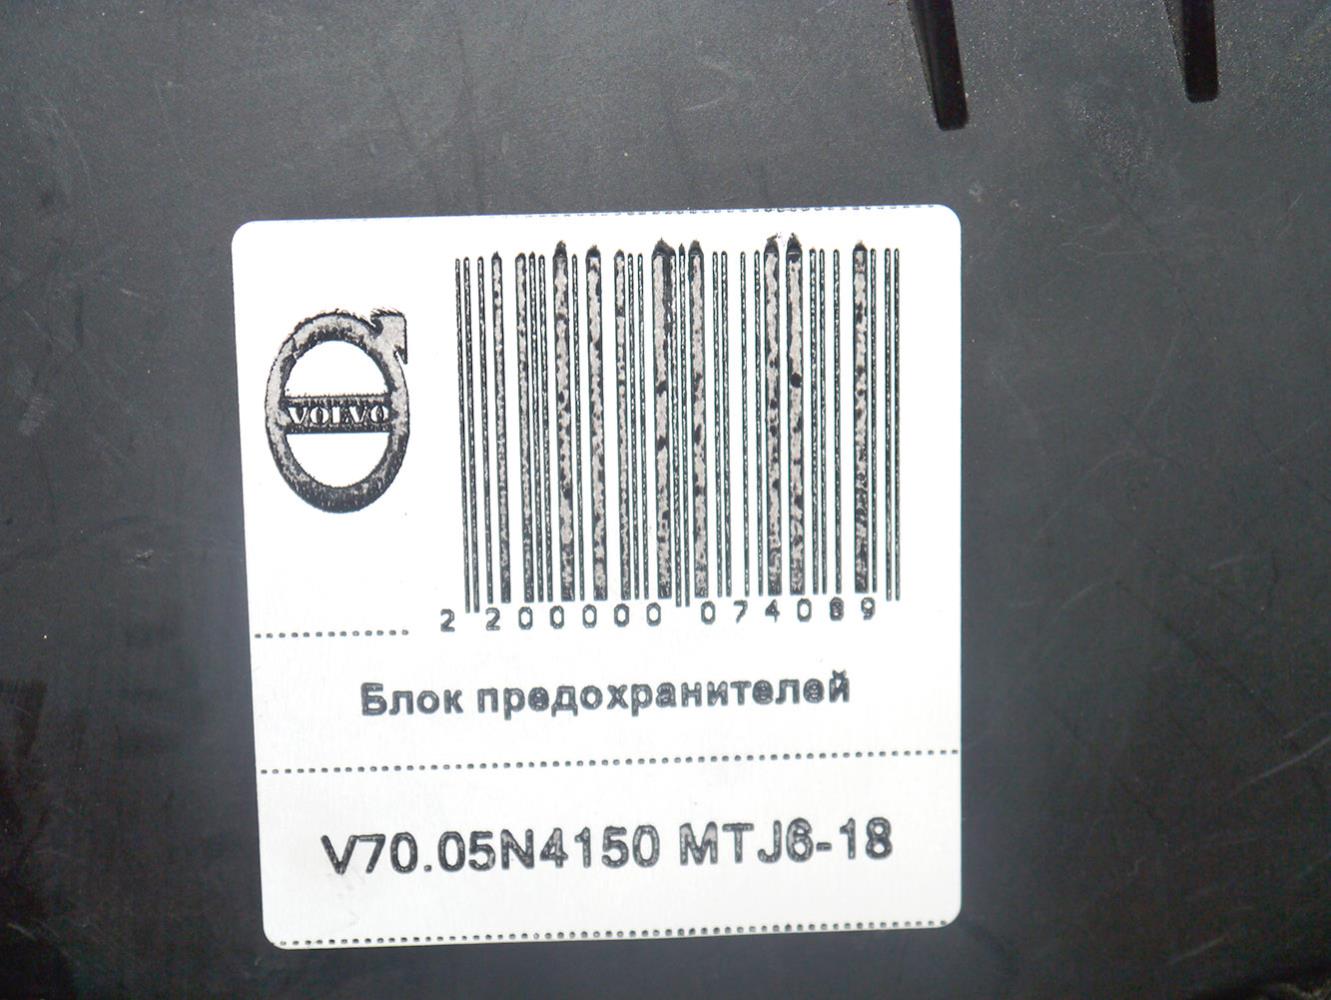 VOLVO
2 200000 074089
Блок предохранителей
V70.05N4150 MTJ6-18